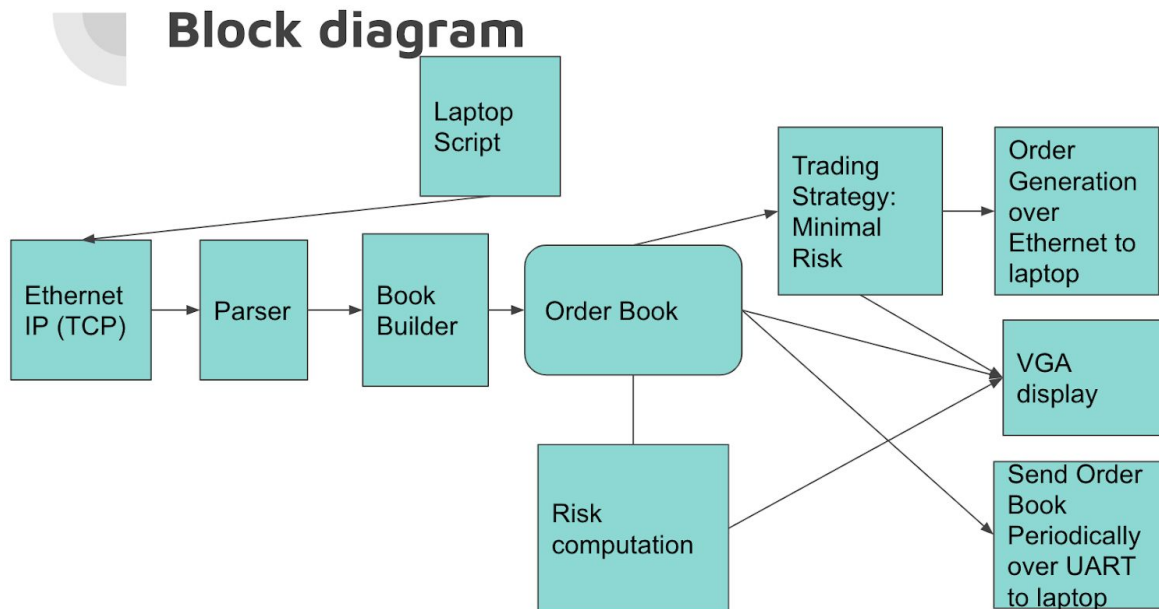 Block diagram
Laptop
Script
Trading
Strategy:
Minimal
Risk
Order
Generation
over
Ethernet to
laptop
Ethernet
IP (TCP)
Parser
Book
Builder
Order Book
VGA
display
Risk
computation
Send Order
Book
Periodically
over UART
to laptop